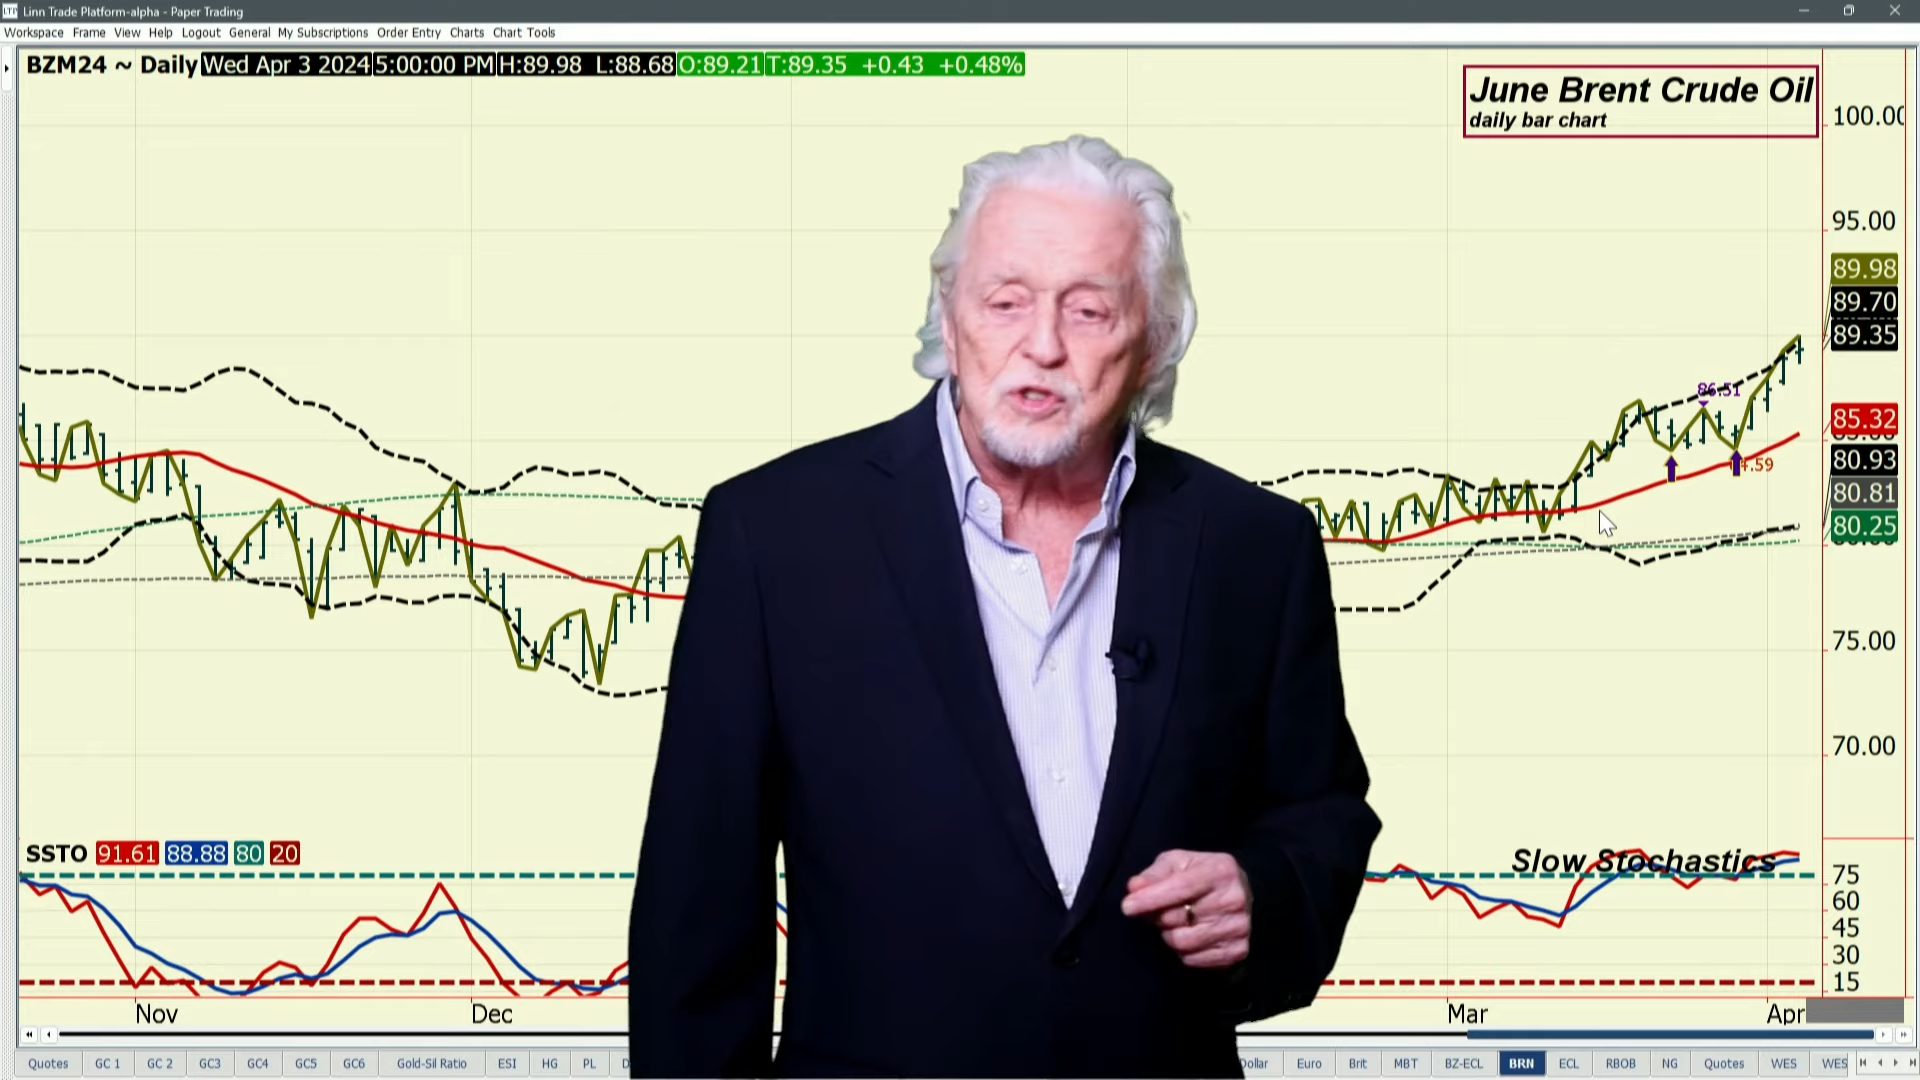 LTP Linn Trade Platform-alpha - Paper Trading
Workspace Frame View Help Logout General My Subscriptions Order Entry Charts Chart Tools
BZM24 ~ Daily Wed Apr 3 2024 5:00:00 PM H:89.98 L:88.68 O:89.21 T:89.35 +0.43 +0.48%
June Brent Crude Oil
daily bar chart
100.00
95.00
89.98
89.70
89.35
86.51
85.32
80.93
80.81
80.25
75.00
70.00
SSTO 91.61 88.88 80 20
Slow Stochastics
75
60
45
30
15
Nov Dec Mar Apr
Quotes GC 1 GC 2 GC3 GC4 GC5 GC6 Gold-Sil Ratio ESI HG PL Dollar Euro Brit MBT BZ-ECL BRN ECL RBOB NG Quotes WES WES